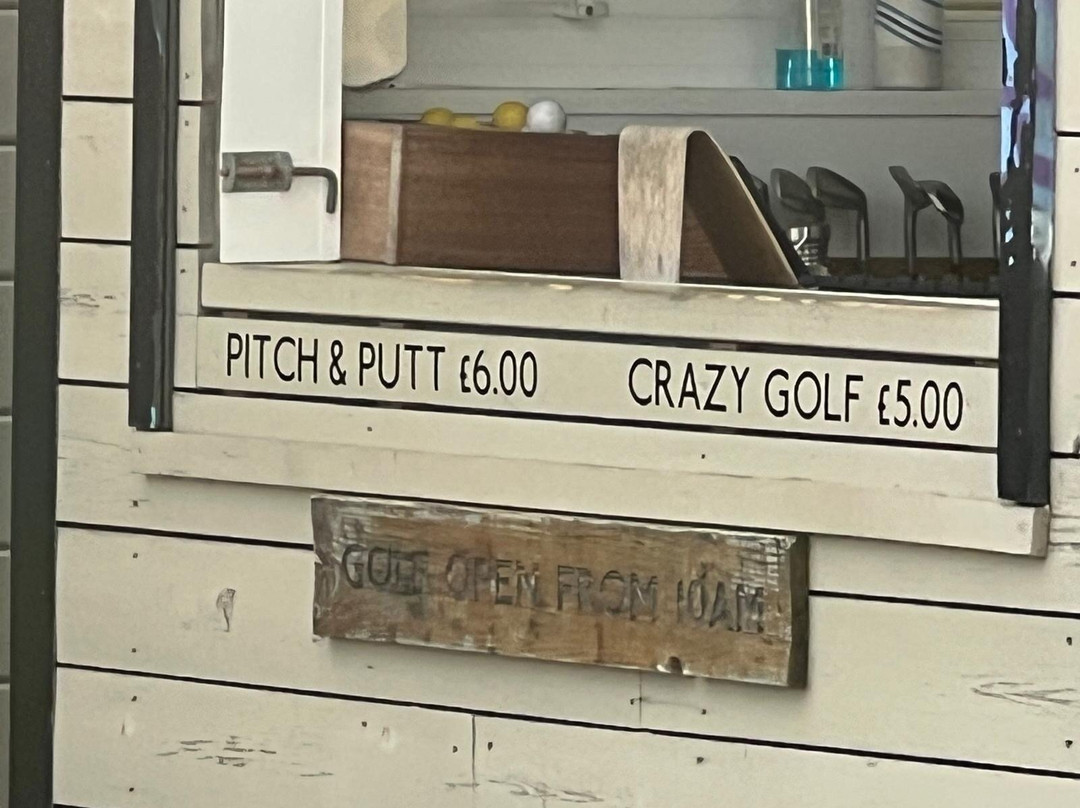 PITCH & PUTT £6.00 CRAZY GOLF £5.00
GOLF OPEN FROM 10AM